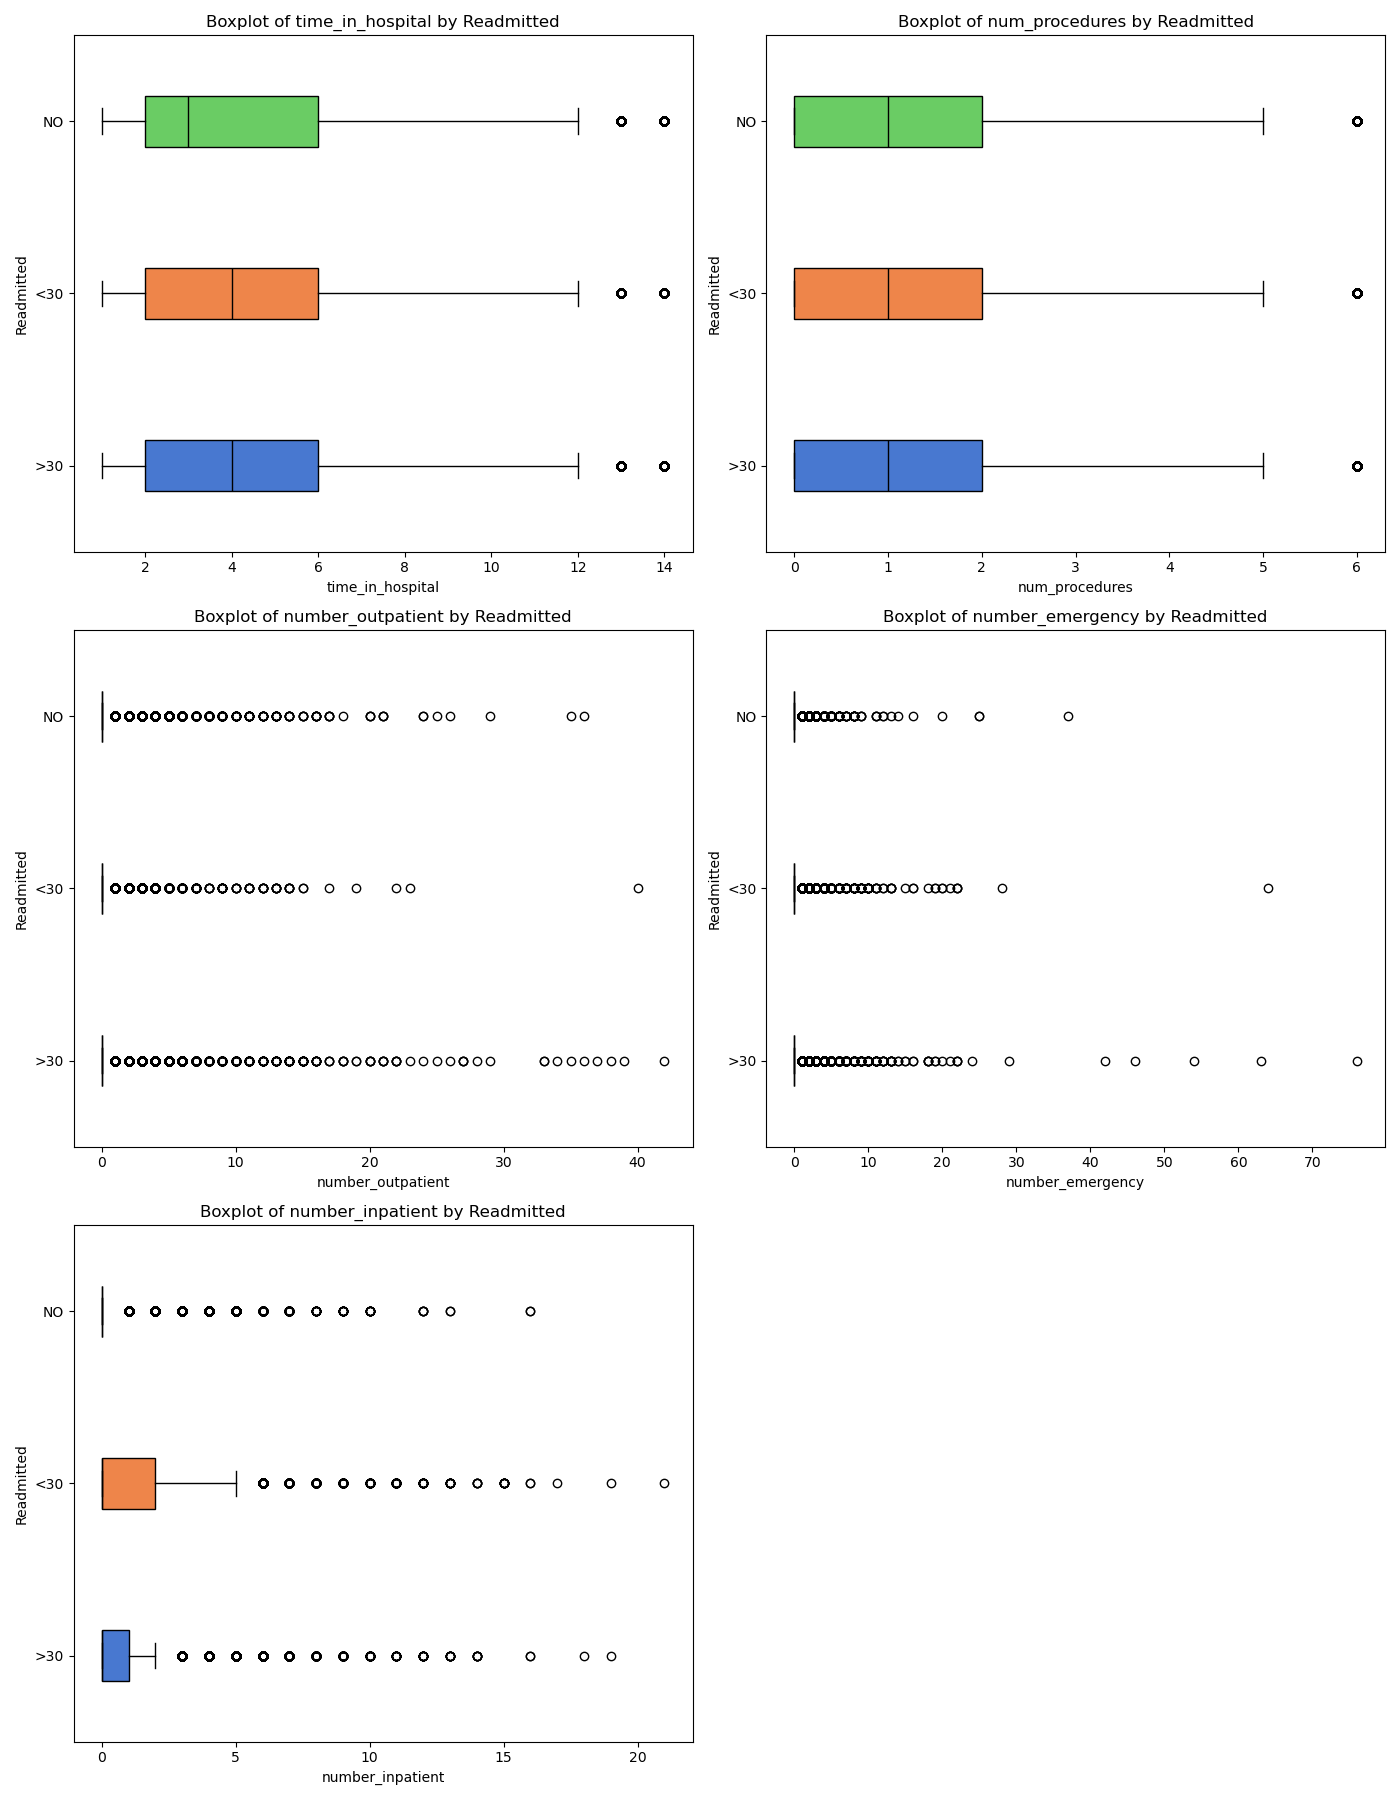 Boxplot of time_in_hospital by Readmitted
NO
<30
>30
Readmitted
2 4 6 8 10 12 14
time_in_hospital
Boxplot of num_procedures by Readmitted
NO
<30
>30
Readmitted
0 1 2 3 4 5 6
num_procedures
Boxplot of number_outpatient by Readmitted
NO
<30
>30
Readmitted
0 10 20 30 40
number_outpatient
Boxplot of number_emergency by Readmitted
NO
<30
>30
Readmitted
0 10 20 30 40 50 60 70
number_emergency
Boxplot of number_inpatient by Readmitted
NO
<30
>30
Readmitted
0 5 10 15 20
number_inpatient